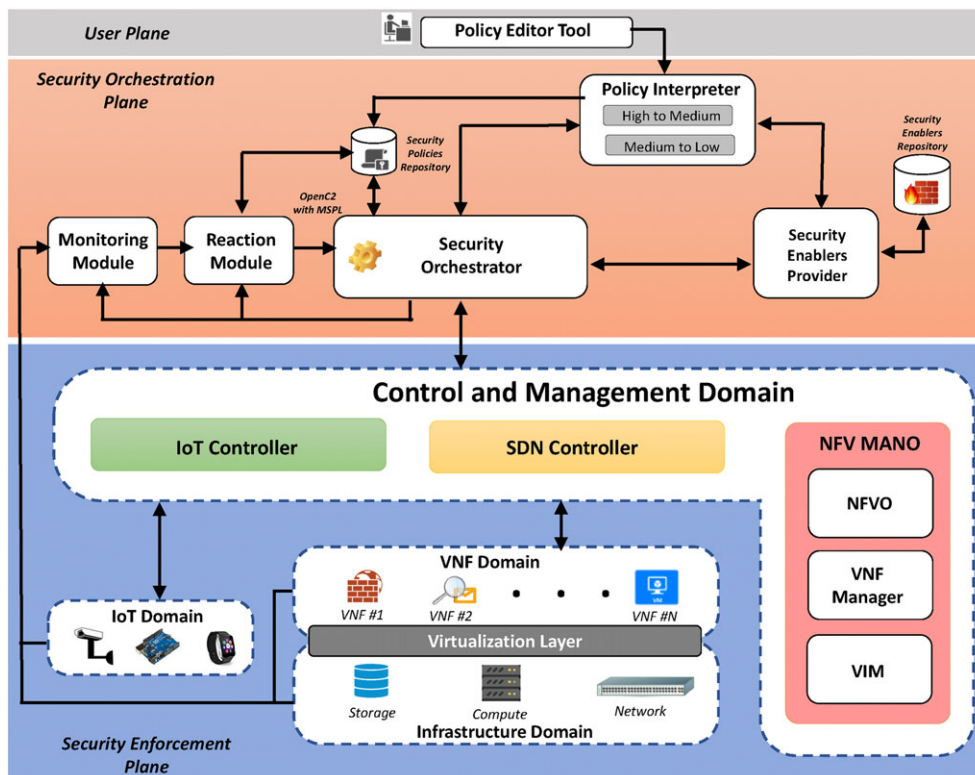 User Plane
Policy Editor Tool
Security Orchestration
Plane
Policy Interpreter
High to Medium
Medium to Low
Security
Policies
Repository
Security
Enablers
Repository
OpenC2
with MSPL
Monitoring
Module
Reaction
Module
Security
Orchestrator
Security
Enablers
Provider
Control and Management Domain
IoT Controller
SDN Controller
NFV MANO
NFVO
VNF
Manager
VIM
VNF Domain
VNF #1
VNF #2
VNF #N
VM
IoT Domain
Virtualization Layer
Storage
Compute
Network
Infrastructure Domain
Security Enforcement
Plane